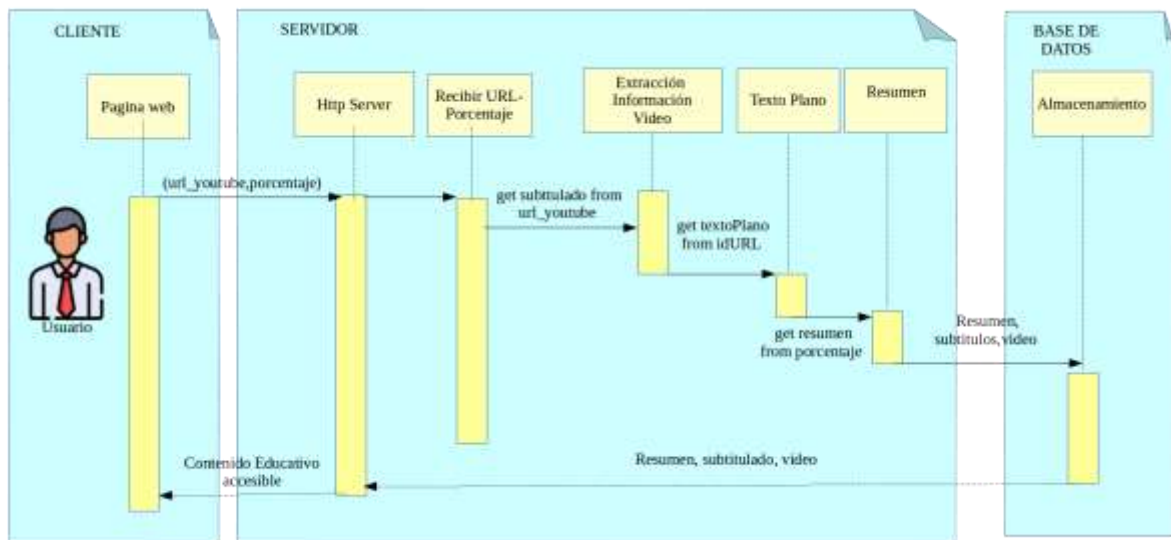 CLIENTE
SERVIDOR
BASE DE
DATOS
Pagina web
Http Server
Recibir URL-
Porcentaje
Extracción
Información
Video
Texto Plano
Resumen
Almacenamiento
(url_youtube,porcentaje)
get subttulado from
url_youtube
get textoPlano
from idURL
Usuario
get resumen
from porcentaje
Resumen,
subtitulos,video
Contenido Educativo
accesible
Resumen, subtitulado, video